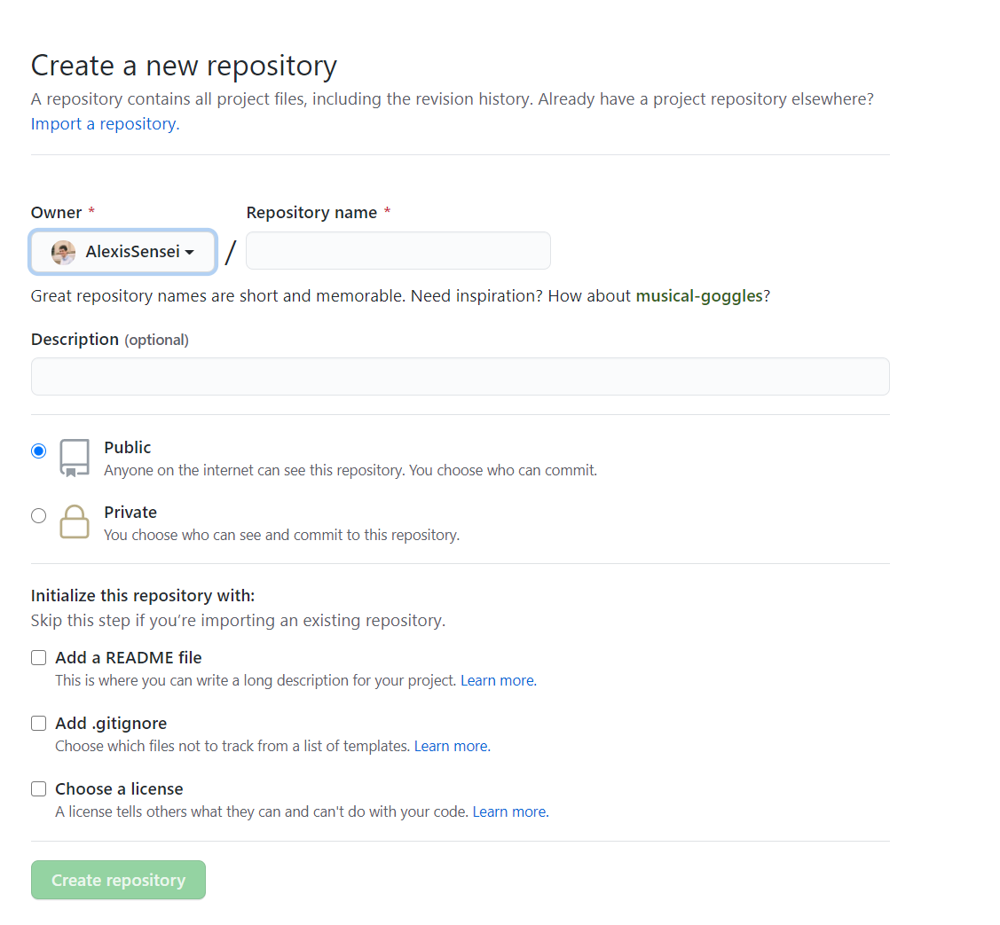 Create a new repository
A repository contains all project files, including the revision history. Already have a project repository elsewhere?
Import a repository.
Owner * Repository name *
AlexisSensei /
Great repository names are short and memorable. Need inspiration? How about musical-goggles?
Description (optional)
Public
Anyone on the internet can see this repository. You choose who can commit.
Private
You choose who can see and commit to this repository.
Initialize this repository with:
Skip this step if you’re importing an existing repository.
Add a README file
This is where you can write a long description for your project. Learn more.
Add .gitignore
Choose which files not to track from a list of templates. Learn more.
Choose a license
A license tells others what they can and can't do with your code. Learn more.
Create repository